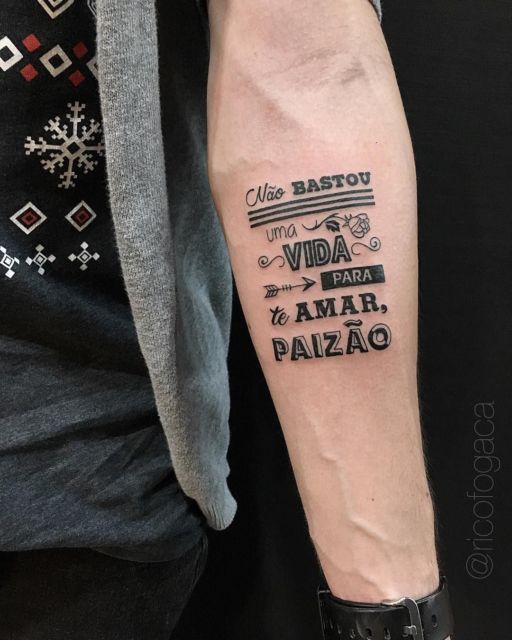 Não BASTOU
uma
VIDA
PARA
te AMAR,
PAIZÃO
@ricofogaca